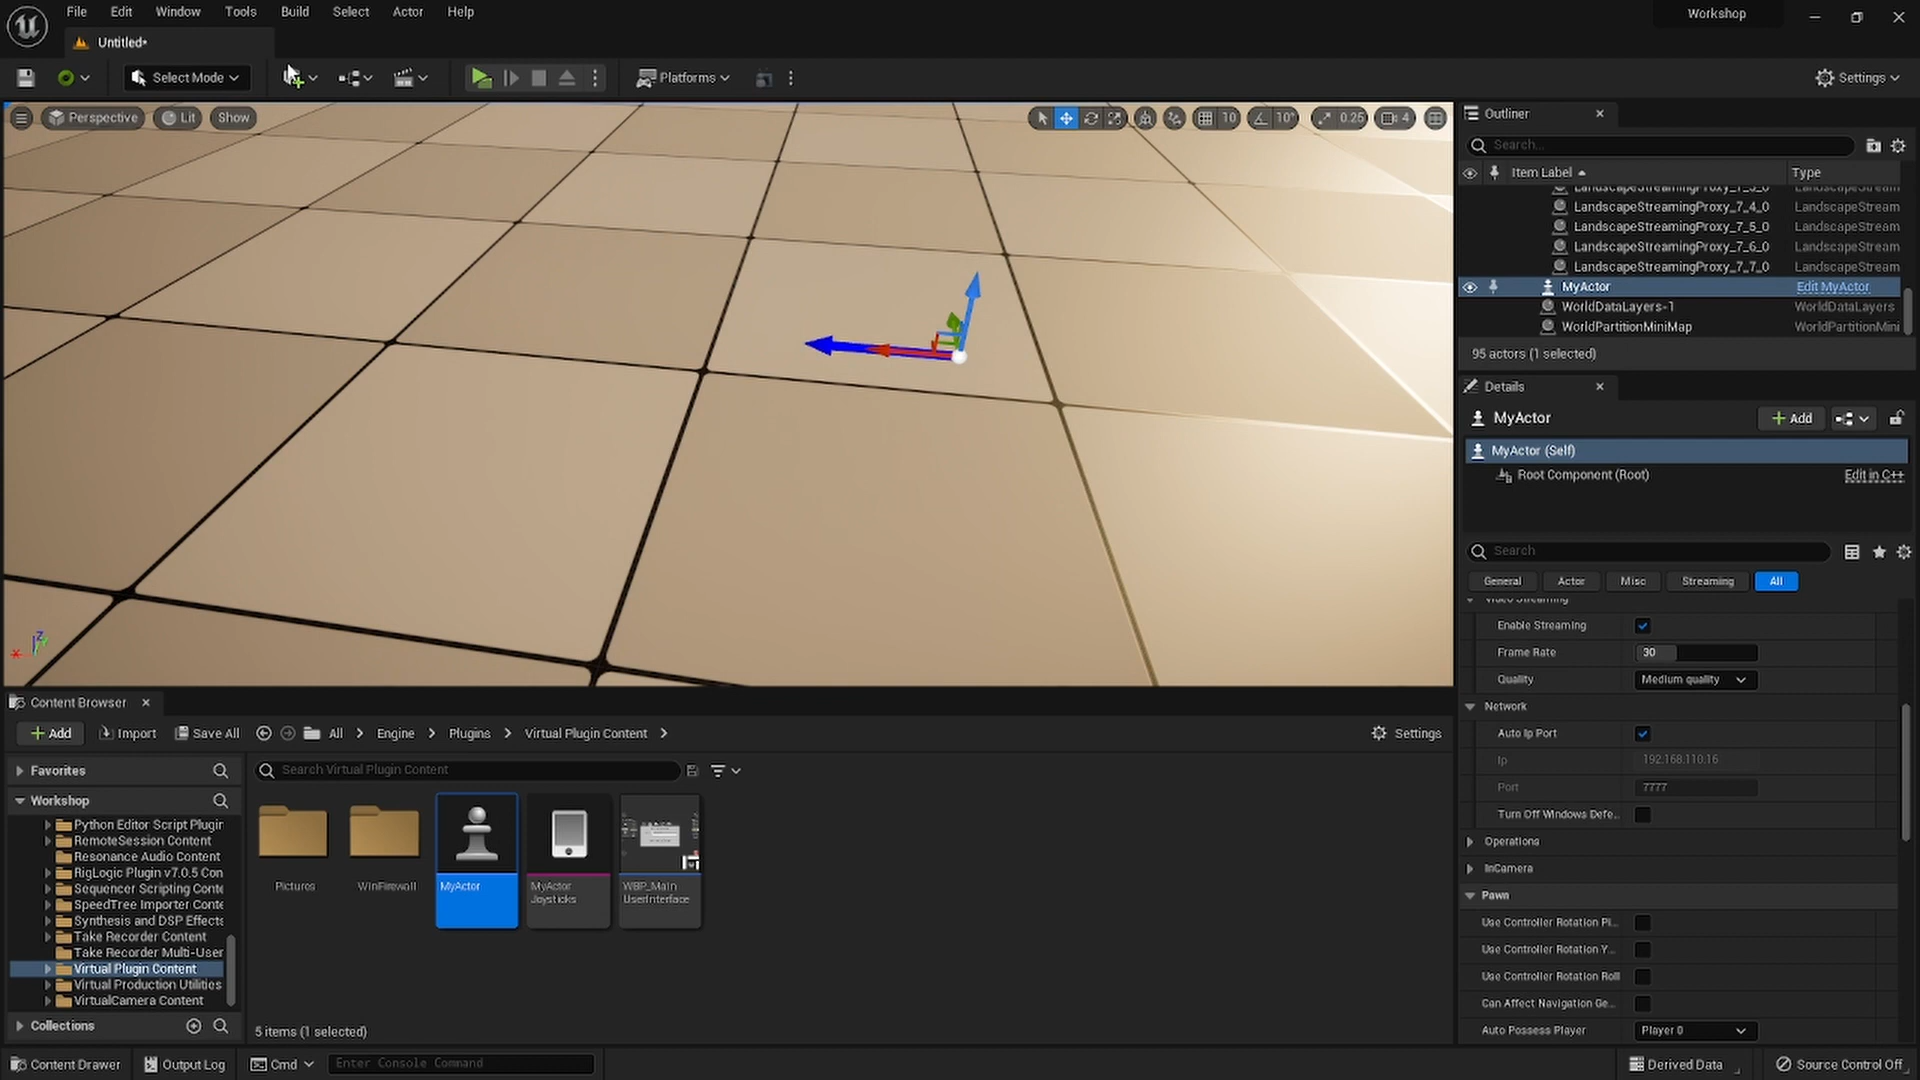 File Edit Window Tools Build Select Actor Help
Workshop
Untitled*
Select Mode
Platforms
Settings
Perspective Lit Show
10 10° 0.25 4
Outliner
Search...
Item Label Type
LandscapeStreamingProxy_7_3_0 LandscapeStream
LandscapeStreamingProxy_7_4_0 LandscapeStream
LandscapeStreamingProxy_7_5_0 LandscapeStream
LandscapeStreamingProxy_7_6_0 LandscapeStream
LandscapeStreamingProxy_7_7_0 LandscapeStream
MyActor Edit MyActor
WorldDataLayers-1 WorldDataLayers
WorldPartitionMiniMap WorldPartitionMini
95 actors (1 selected)
Details
MyActor
Add
MyActor (Self)
Root Component (Root) Edit in C++
Search
General Actor Misc Streaming All
Video Streaming
Enable Streaming
Frame Rate 30
Quality Medium quality
Network
Auto Ip Port
Ip 192.168.110.16
Port 7777
Turn Off Windows Defe...
Operations
InCamera
Pawn
Use Controller Rotation Pi...
Use Controller Rotation Y...
Use Controller Rotation Roll
Can Affect Navigation Ge...
Auto Possess Player Player 0
Z
Content Browser
Add Import Save All All Engine Plugins Virtual Plugin Content Settings
Favorites
Search Virtual Plugin Content
Workshop
Python Editor Script Plugin
RemoteSession Content
Resonance Audio Content
RigLogic Plugin v7.0.5 Con
Sequencer Scripting Conte
SpeedTree Importer Conte
Synthesis and DSP Effects
Take Recorder Content
Take Recorder Multi-User
Virtual Plugin Content
Virtual Production Utilities
VirtualCamera Content
Collections
Pictures
WinFirewall
MyActor
MyActor
Joysticks
WBP_Main
UserInterface
5 items (1 selected)
Content Drawer Output Log Cmd Enter Console Command
Derived Data Source Control Off